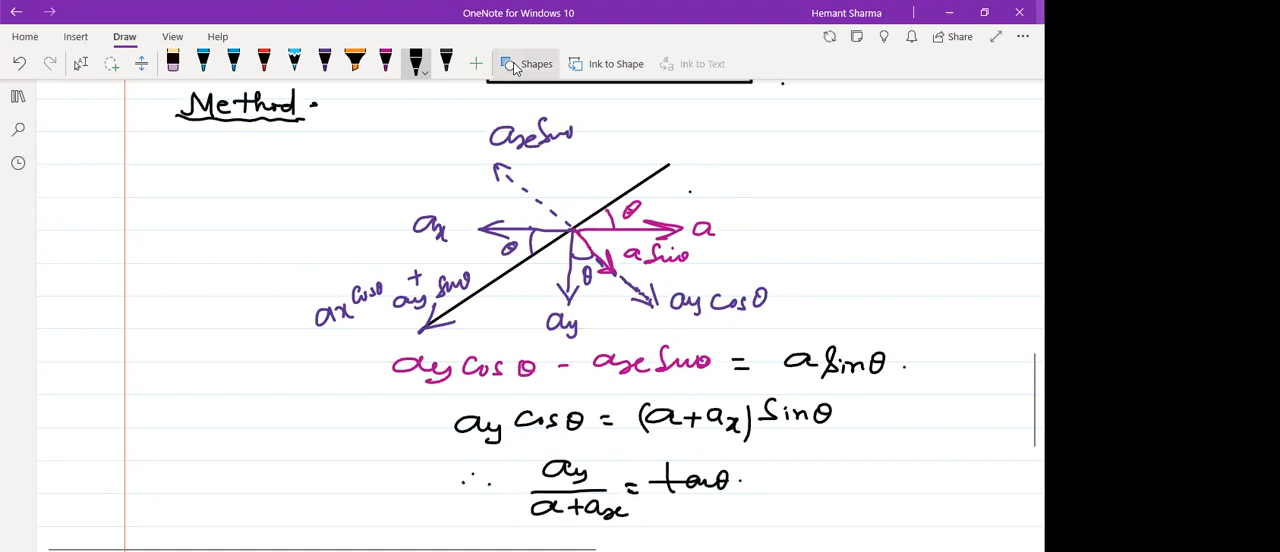 OneNote for Windows 10
Hemant Sharma
Home Insert Draw View Help
Share
Shapes Ink to Shape Ink to Text
Method.
ax Sinθ
θ
ax a
θ a Sinθ
θ
ax cosθ + ay Sinθ ay cosθ
ay
ay cos θ - ax Sinθ = a Sinθ.
ay cosθ = (a+ax) Sinθ
∴ ay/(a+ax) = tanθ.